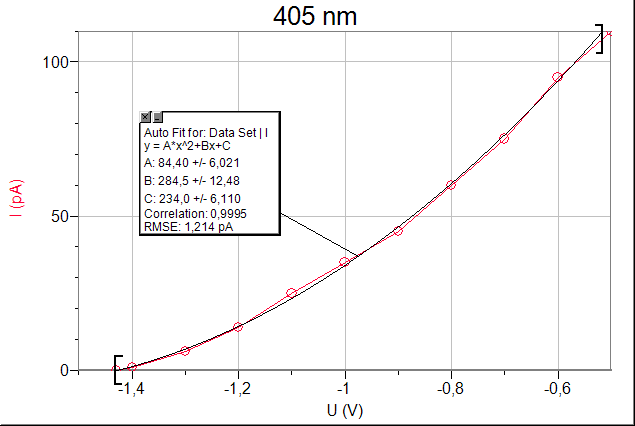 405 nm
100
50
0
I (pA)
Auto Fit for: Data Set | I
y = A*x^2+Bx+C
A: 84,40 +/- 6,021
B: 284,5 +/- 12,48
C: 234,0 +/- 6,110
Correlation: 0,9995
RMSE: 1,214 pA
-1,4 -1,2 -1 -0,8 -0,6
U (V)